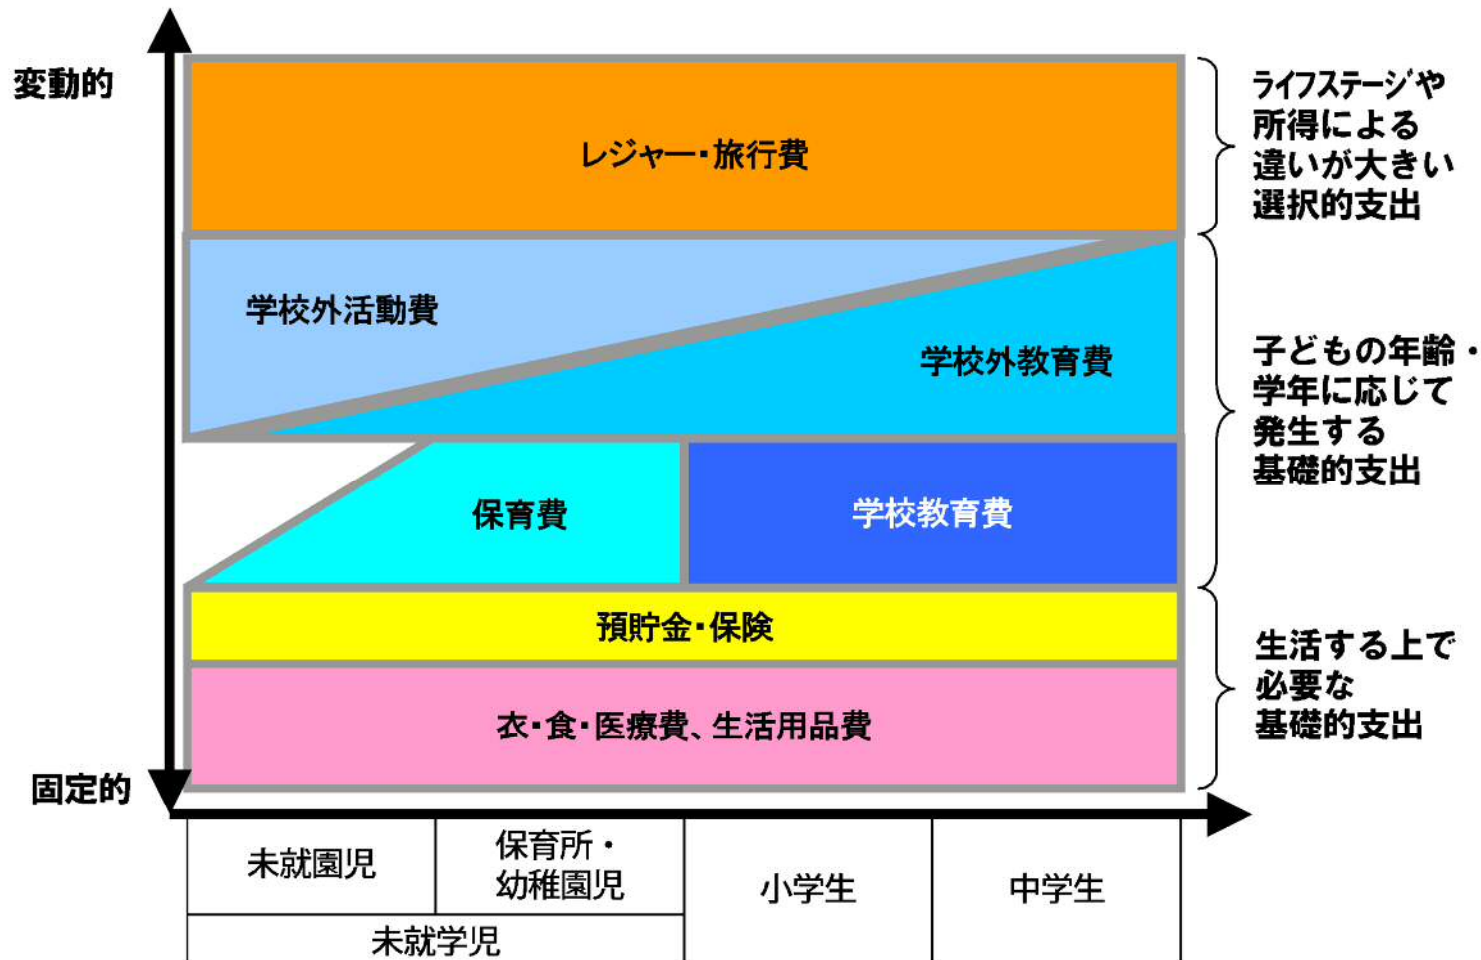 変動的
レジャー・旅行費
ライフステージや
所得による
違いが大きい
選択的支出
学校外活動費
学校外教育費
子どもの年齢・
学年に応じて
発生する
基礎的支出
保育費
学校教育費
預貯金・保険
衣・食・医療費、生活用品費
生活する上で
必要な
基礎的支出
固定的
未就園児
保育所・
幼稚園児
小学生
中学生
未就学児